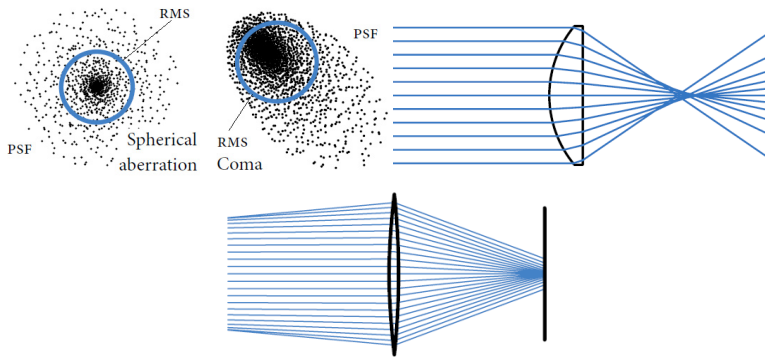 RMS
PSF
Spherical
aberration
PSF
RMS
Coma